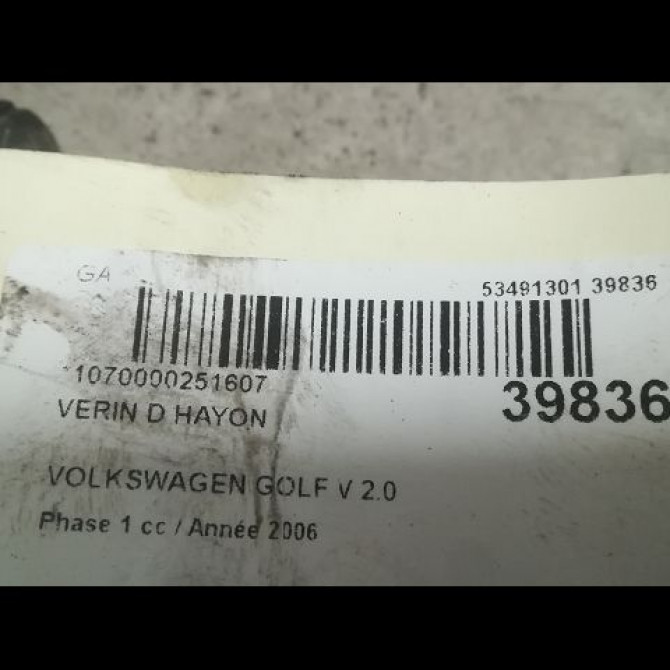 GA
53491301 39836
1070000251607
39836
VERIN D HAYON
VOLKSWAGEN GOLF V 2.0
Phase 1 cc / Année 2006